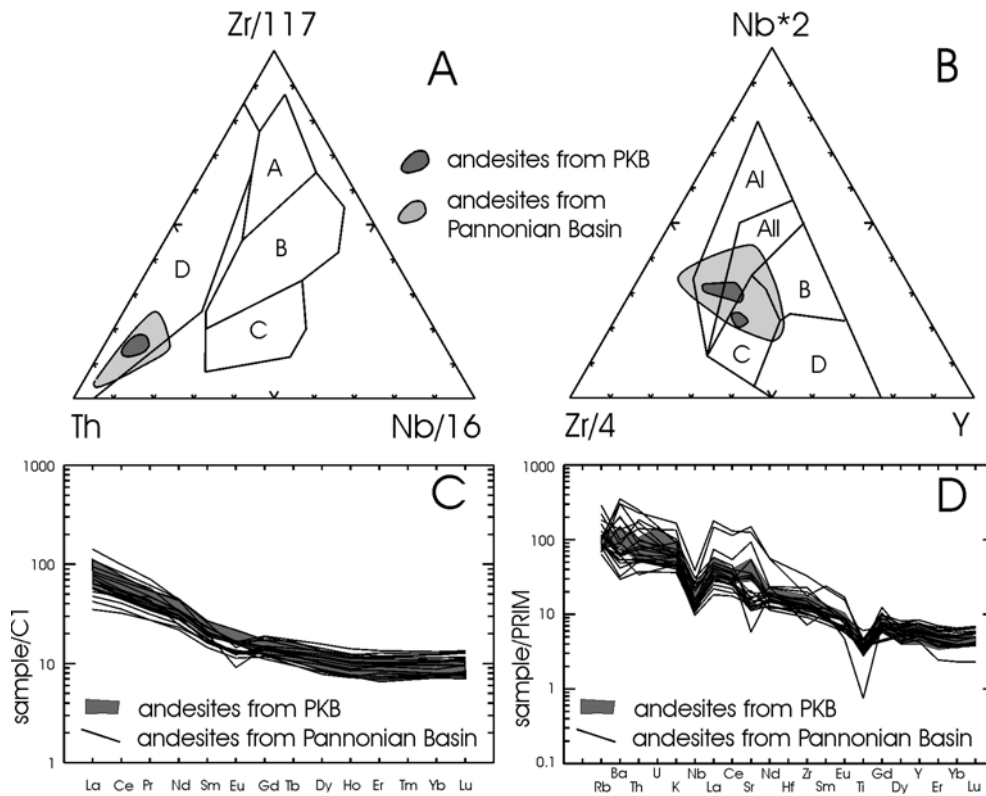 Zr/117
A
A
B
C
D
Th
Nb/16
andesites from PKB
andesites from
Pannonian Basin
Nb*2
B
AI
AII
B
C
D
Zr/4
Y
1000
100
10
1
sample/C1
C
andesites from PKB
andesites from Pannonian Basin
La Ce Pr Nd Sm Eu Gd Tb Dy Ho Er Tm Yb Lu
1000
100
10
1
0.1
sample/PRIM
D
andesites from PKB
andesites from Pannonian Basin
Ba U Nb Ce Nd Zr Eu Gd Y Yb
Rb Th K La Sr Hf Sm Ti Dy Er Lu